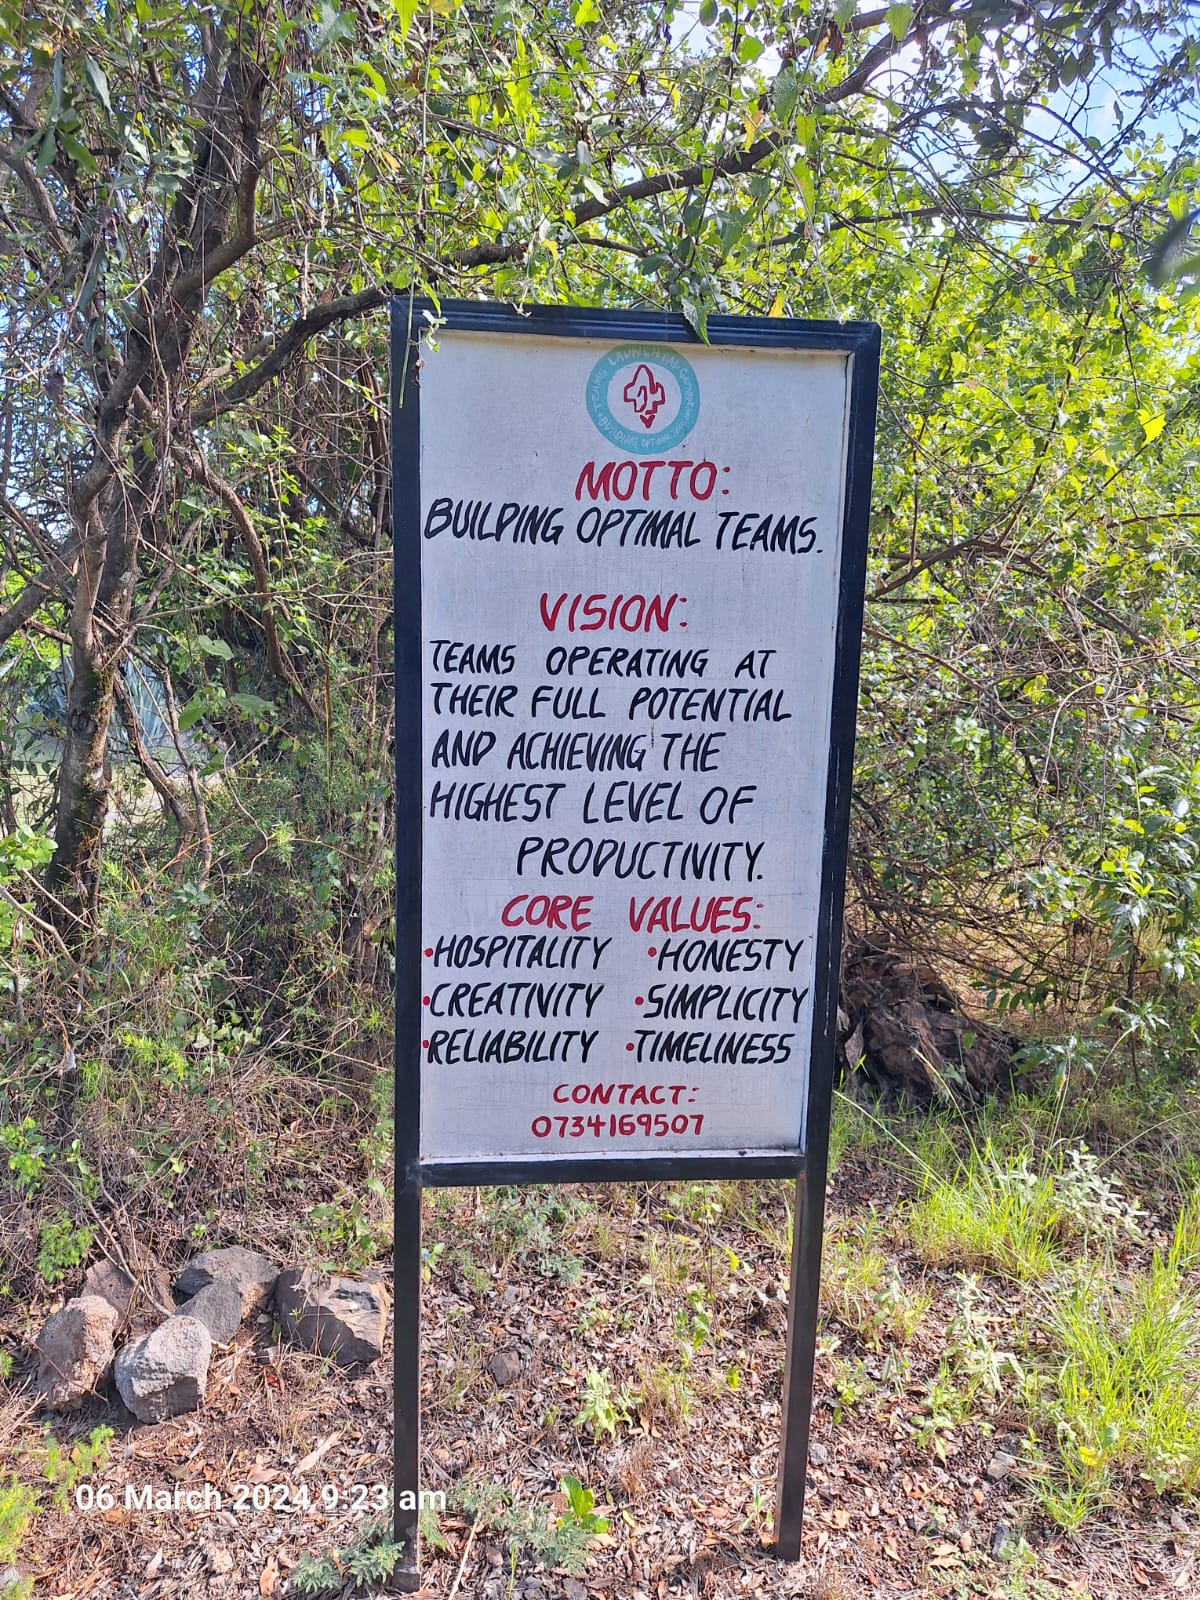 TEAMS LAUNCHPAD
BUILDING OPTIMAL TEAMS
MOTTO:
BUILDING OPTIMAL TEAMS.
VISION:
TEAMS OPERATING AT
THEIR FULL POTENTIAL
AND ACHIEVING THE
HIGHEST LEVEL OF
PRODUCTIVITY.
CORE VALUES:
•HOSPITALITY •HONESTY
•CREATIVITY •SIMPLICITY
•RELIABILITY •TIMELINESS
CONTACT:
0734169507
06 March 2024, 9:23 am